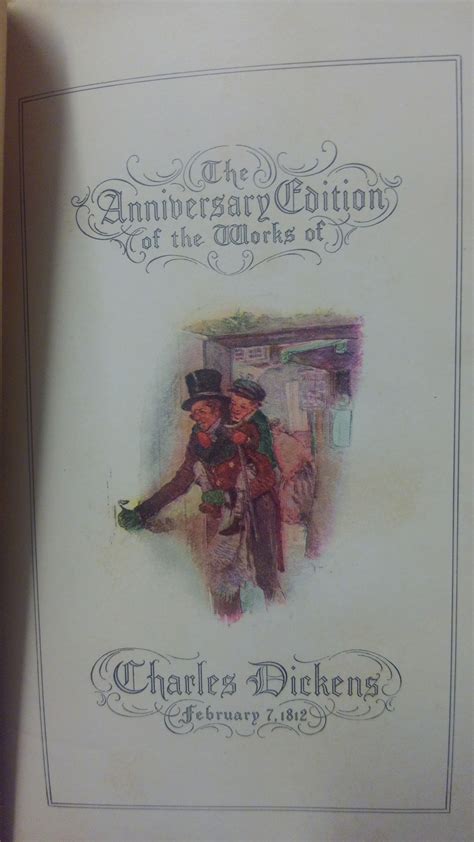 The
Anniversary Edition
of the Works of
Charles Dickens
February 7, 1812